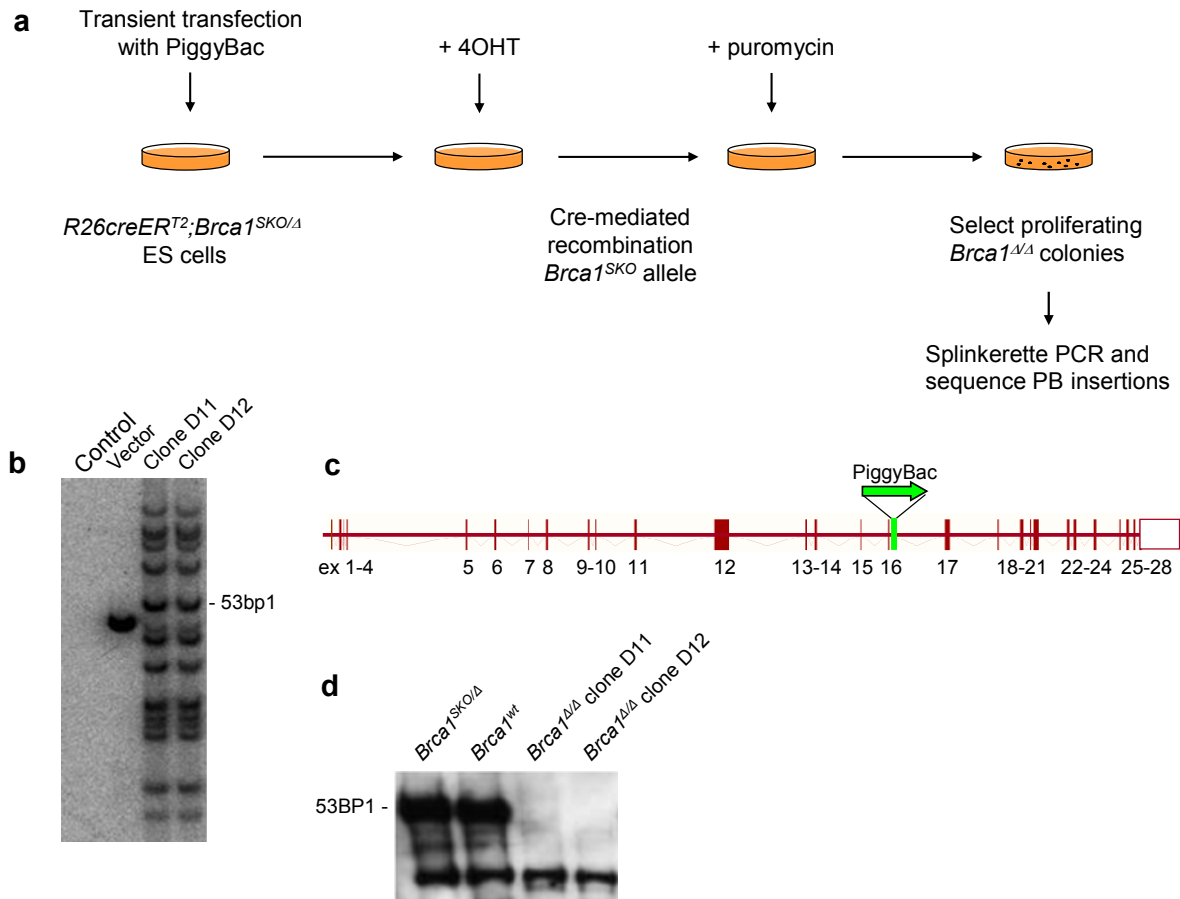 a
Transient transfection
with PiggyBac
+ 4OHT
+ puromycin
R26creER^T2;Brca1^SKO/Δ
ES cells
Cre-mediated
recombination
Brca1^SKO allele
Select proliferating
Brca1^Δ/Δ colonies
Splinkerette PCR and
sequence PB insertions
b
Control
Vector
Clone D11
Clone D12
- 53bp1
c
PiggyBac
ex 1-4 5 6 7 8 9-10 11 12 13-14 15 16 17 18-21 22-24 25-28
d
Brca1^SKO/Δ
Brca1^wt
Brca1^Δ/Δ clone D11
Brca1^Δ/Δ clone D12
53BP1 -